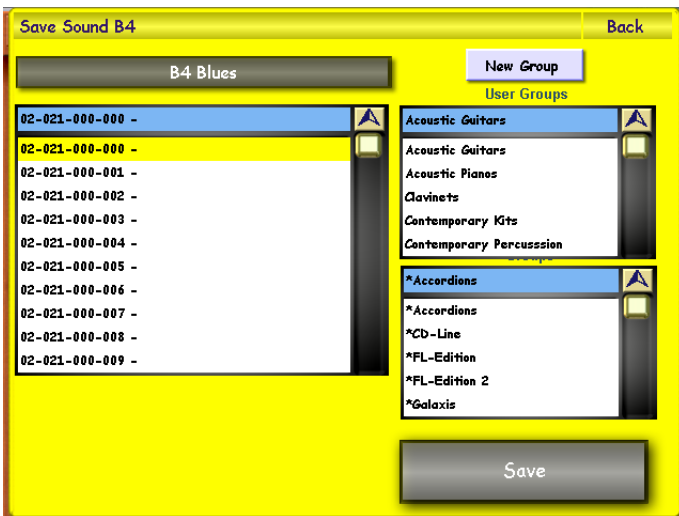 Save Sound B4
Back
B4 Blues
New Group
User Groups
02-021-000-000 -
02-021-000-000 -
02-021-000-001 -
02-021-000-002 -
02-021-000-003 -
02-021-000-004 -
02-021-000-005 -
02-021-000-006 -
02-021-000-007 -
02-021-000-008 -
02-021-000-009 -
Acoustic Guitars
Acoustic Guitars
Acoustic Pianos
Clavinets
Contemporary Kits
Contemporary Percusssion
*Accordions
*Accordions
*CD-Line
*FL-Edition
*FL-Edition 2
*Galaxis
Save